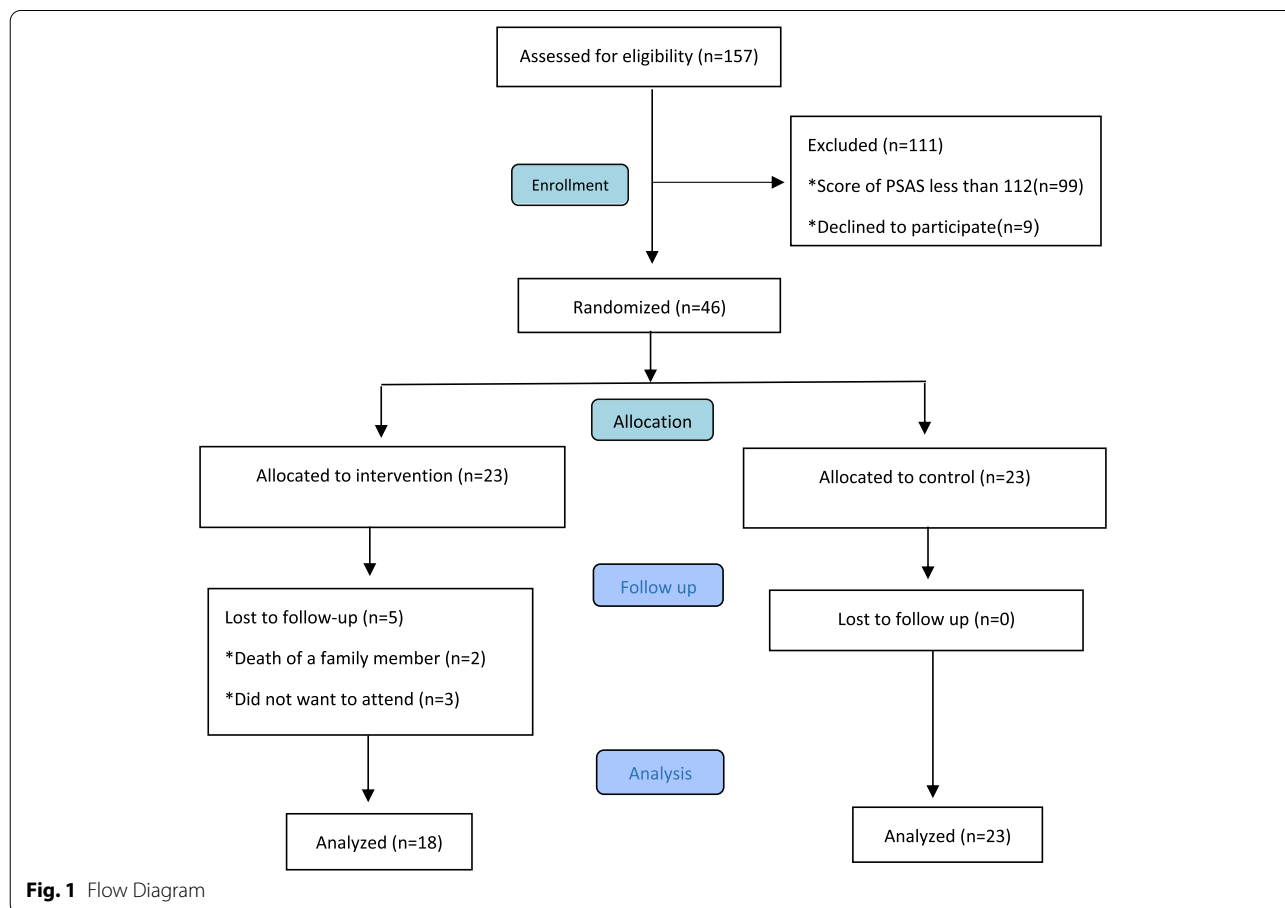 Assessed for eligibility (n=157)
Excluded (n=111)
*Score of PSAS less than 112(n=99)
*Declined to participate(n=9)
Enrollment
Randomized (n=46)
Allocation
Allocated to intervention (n=23)
Allocated to control (n=23)
Follow up
Lost to follow-up (n=5)
*Death of a family member (n=2)
*Did not want to attend (n=3)
Lost to follow up (n=0)
Analysis
Analyzed (n=18)
Analyzed (n=23)
Fig. 1 Flow Diagram